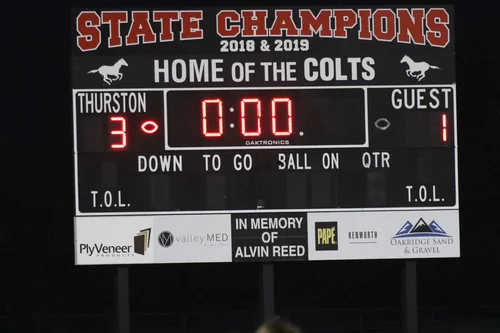 STATE CHAMPIONS
2018 & 2019
HOME OF THE COLTS
THURSTON 0:00. GUEST
3 1
DAKTRONICS
DOWN TO GO BALL ON QTR
T.O.L. T.O.L.
PlyVeneer
PRODUCTS
valley MED
IN MEMORY
OF
ALVIN REED
PAPÉ
KENWORTH
OAKRIDGE SAND
& GRAVEL